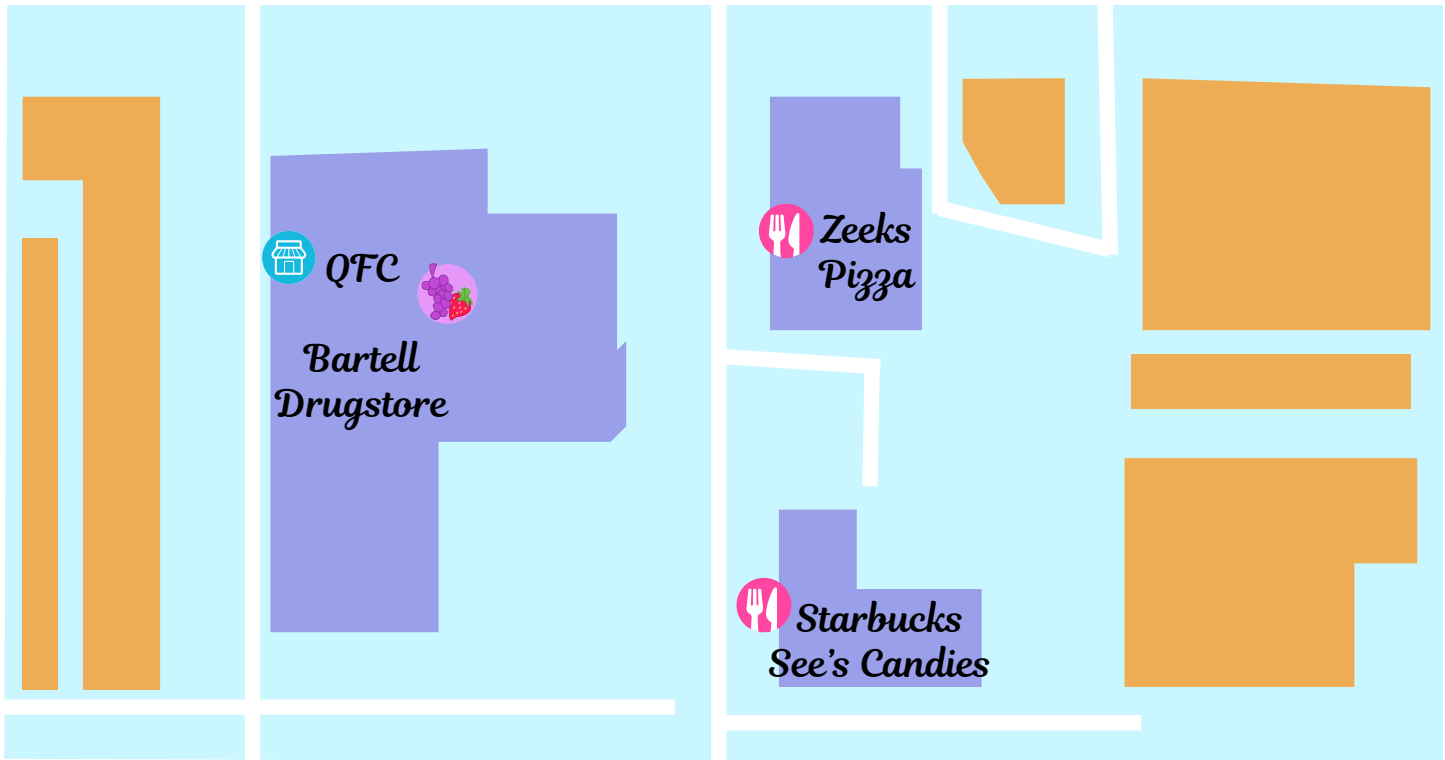 QFC
Bartell
Drugstore
Zeeks
Pizza
Starbucks
See's Candies